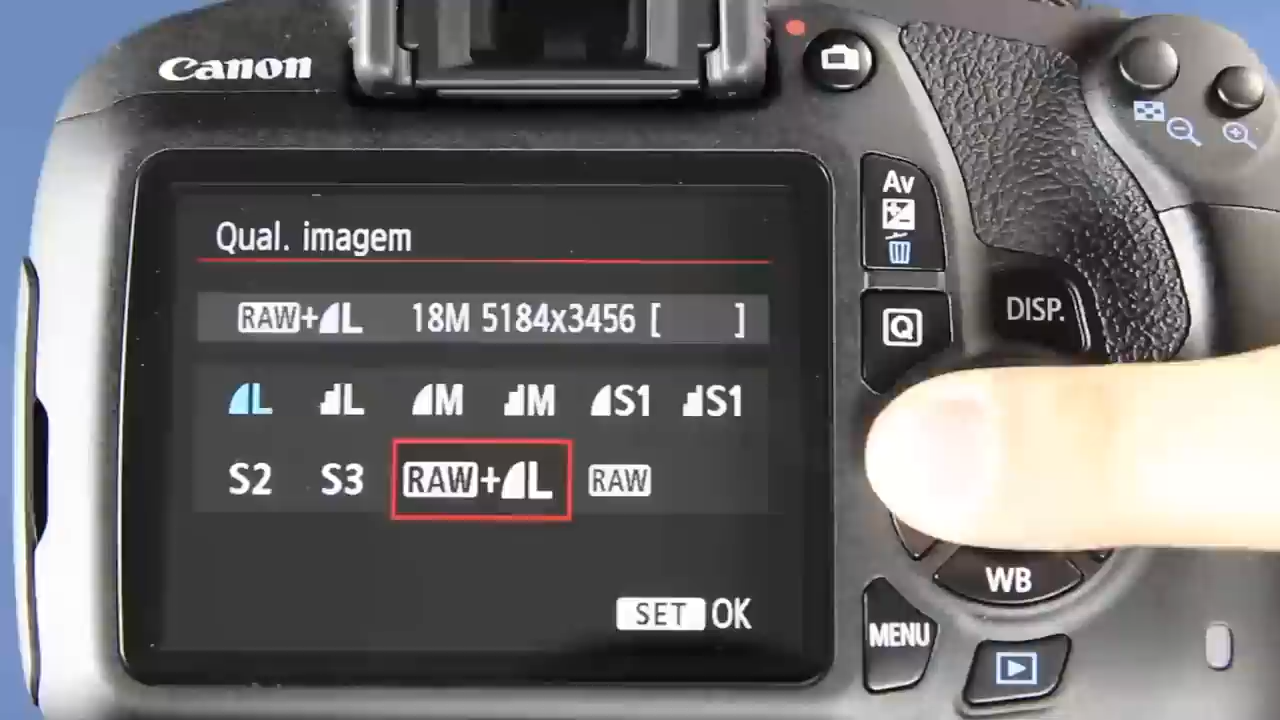 Canon
Av
Q
DISP.
Qual. imagem
RAW+L 18M 5184x3456 [ ]
L L M M S1 S1
S2 S3 RAW+L RAW
SET OK
WB
MENU